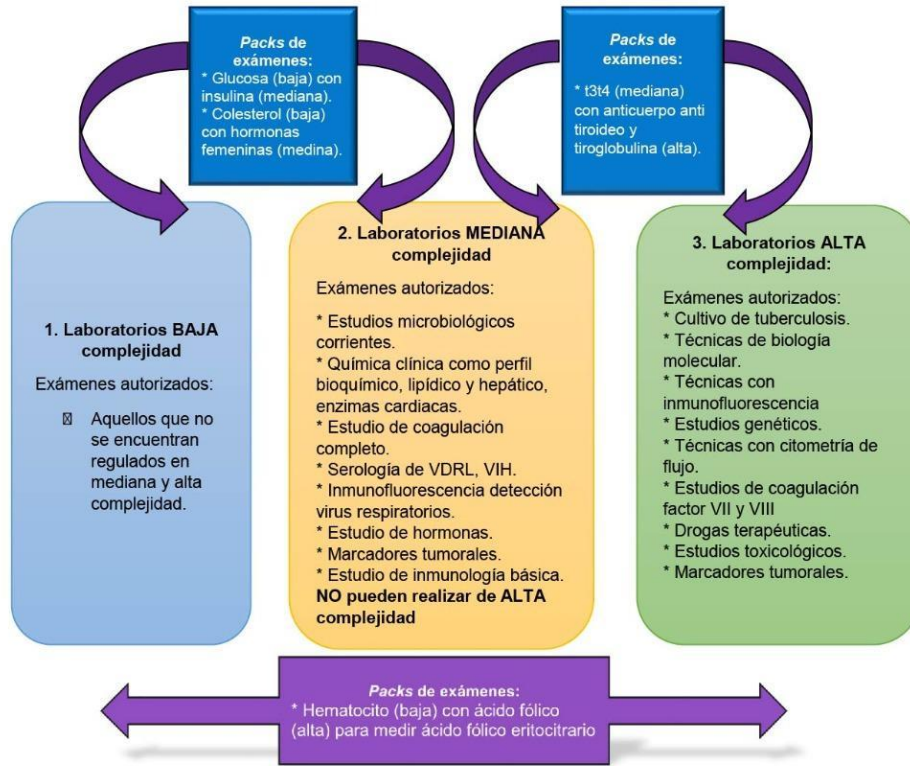 Packs de
exámenes:
* Glucosa (baja) con
insulina (mediana).
* Colesterol (baja)
con hormonas
femeninas (medina).
Packs de
exámenes:
* t3t4 (mediana)
con anticuerpo anti
tiroideo y
tiroglobulina (alta).
1. Laboratorios BAJA
complejidad
Exámenes autorizados:
Aquellos que no
se encuentran
regulados en
mediana y alta
complejidad.
2. Laboratorios MEDIANA
complejidad
Exámenes autorizados:
* Estudios microbiológicos
corrientes.
* Química clínica como perfil
bioquímico, lipídico y hepático,
enzimas cardiacas.
* Estudio de coagulación
completo.
* Serología de VDRL, VIH.
* Inmunofluorescencia detección
virus respiratorios.
* Estudio de hormonas.
* Marcadores tumorales.
* Estudio de inmunología básica.
NO pueden realizar de ALTA
complejidad
3. Laboratorios ALTA
complejidad:
Exámenes autorizados:
* Cultivo de tuberculosis.
* Técnicas de biología
molecular.
* Técnicas con
inmunofluorescencia
* Estudios genéticos.
* Técnicas con citometría de
flujo.
* Estudios de coagulación
factor VII y VIII
* Drogas terapéuticas.
* Estudios toxicológicos.
* Marcadores tumorales.
Packs de exámenes:
* Hematocito (baja) con ácido fólico
(alta) para medir ácido fólico eritocitrario